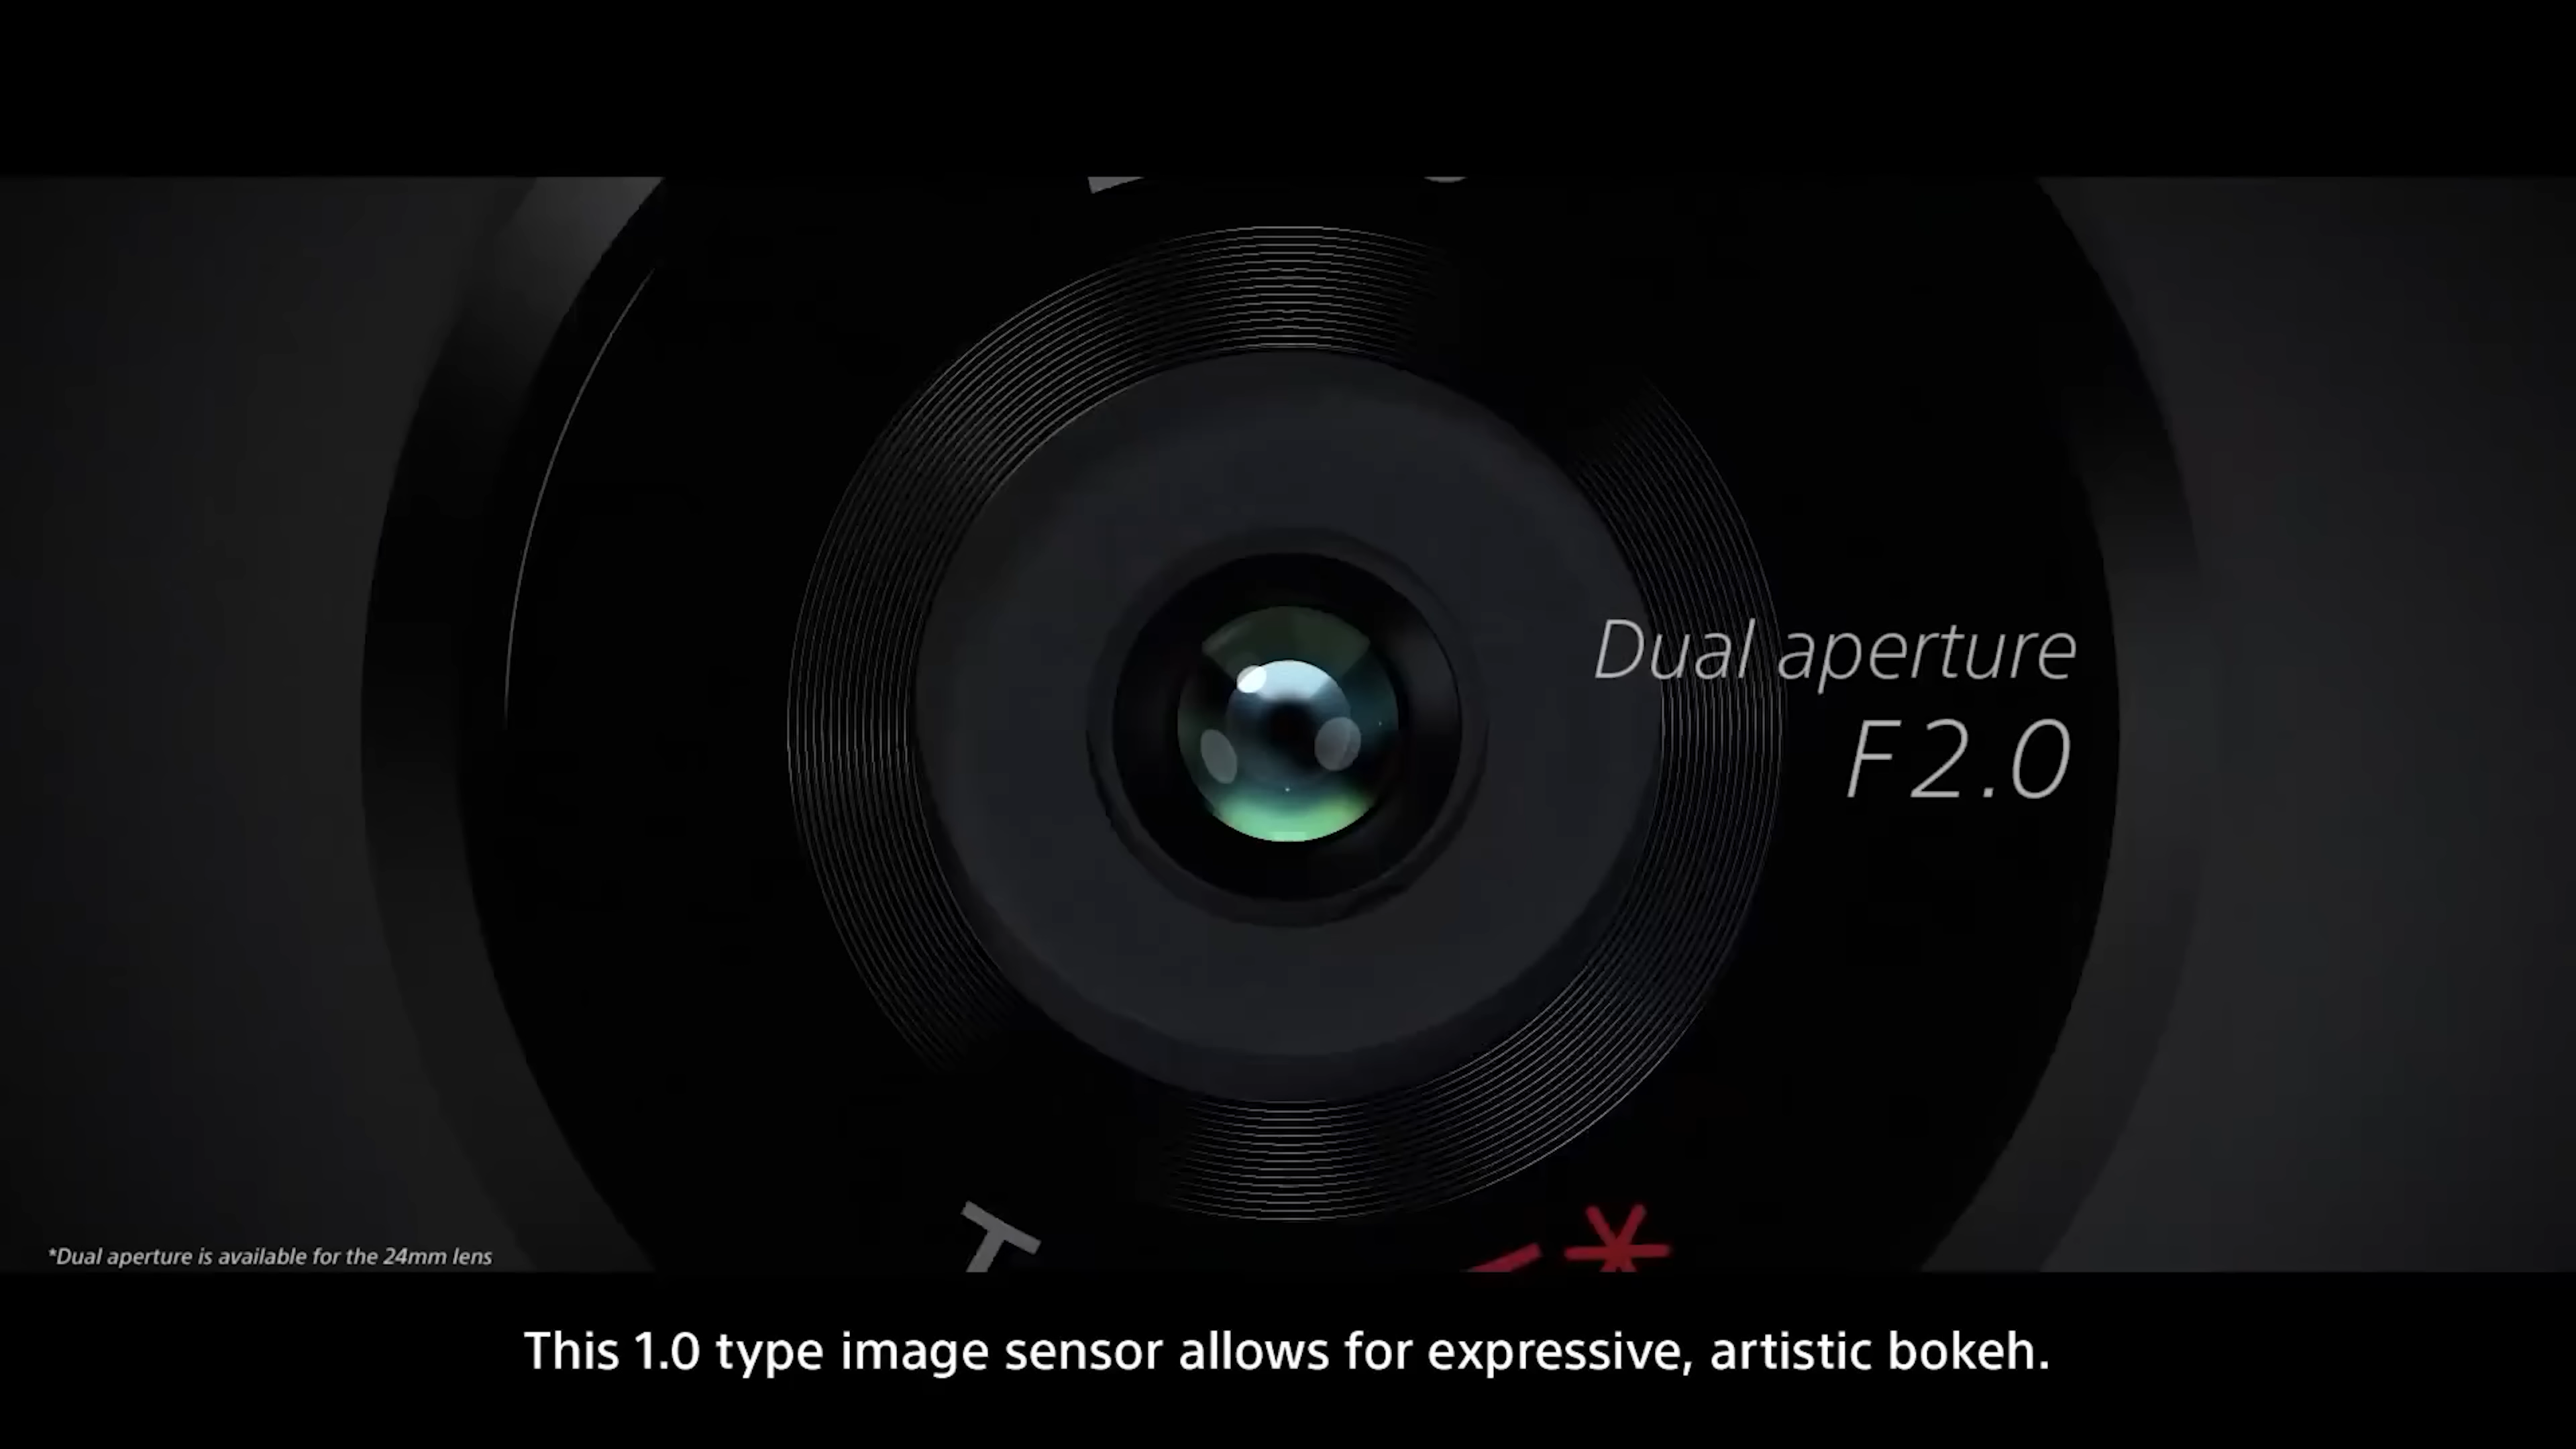 Dual aperture
F2.0
T
*
*Dual aperture is available for the 24mm lens
This 1.0 type image sensor allows for expressive, artistic bokeh.